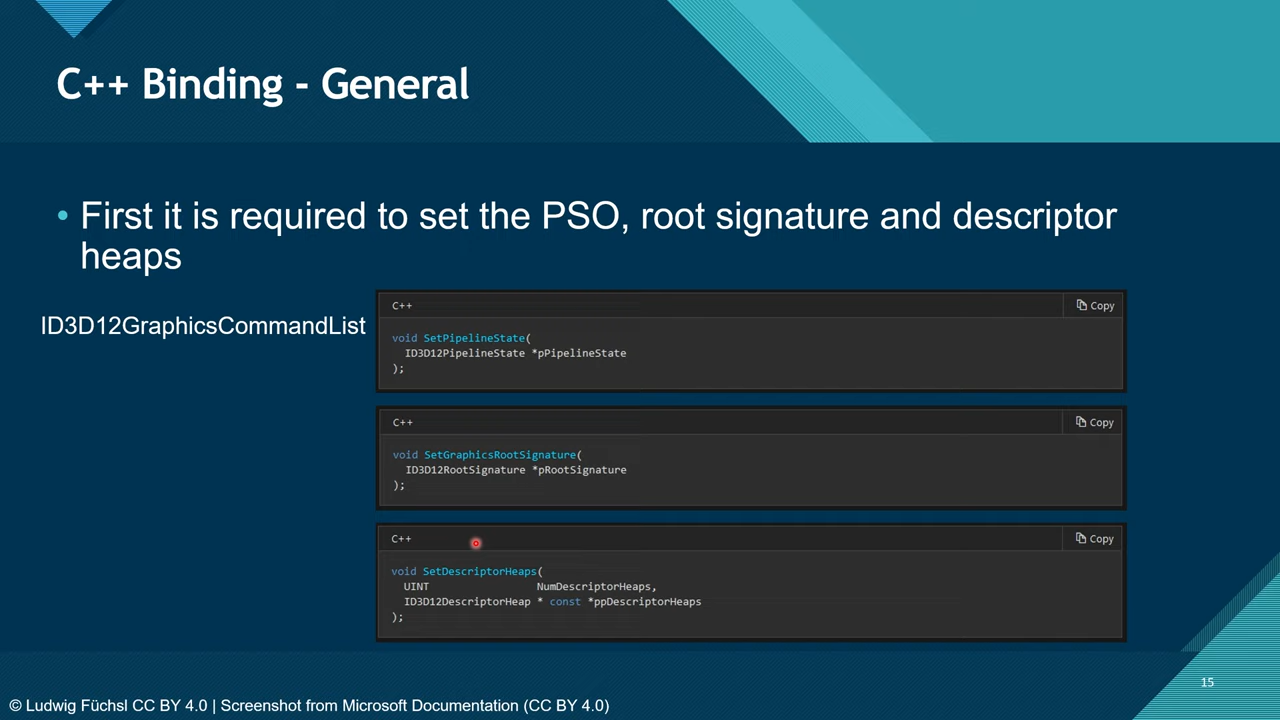 C++ Binding - General
• First it is required to set the PSO, root signature and descriptor
heaps
ID3D12GraphicsCommandList
C++ Copy
void SetPipelineState(
ID3D12PipelineState *pPipelineState
);
C++ Copy
void SetGraphicsRootSignature(
ID3D12RootSignature *pRootSignature
);
C++ Copy
void SetDescriptorHeaps(
UINT NumDescriptorHeaps,
ID3D12DescriptorHeap * const *ppDescriptorHeaps
);
15
© Ludwig Füchsl CC BY 4.0 | Screenshot from Microsoft Documentation (CC BY 4.0)